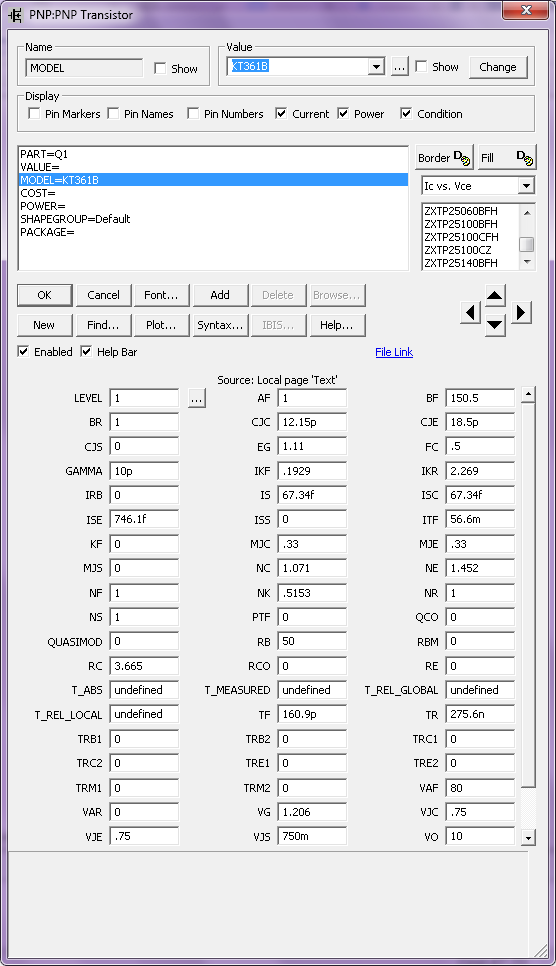 PNP:PNP Transistor
Name
MODEL
Show
Value
KT361B
...
Show
Change
Display
Pin Markers
Pin Names
Pin Numbers
Current
Power
Condition
PART=Q1
VALUE=
MODEL=KT361B
COST=
POWER=
SHAPEGROUP=Default
PACKAGE=
Border
Fill
Ic vs. Vce
ZXTP25060BFH
ZXTP25100BFH
ZXTP25100CFH
ZXTP25100CZ
ZXTP25140BFH
OK
Cancel
Font...
Add
Delete
Browse...
New
Find...
Plot...
Syntax...
IBIS...
Help...
Enabled
Help Bar
File Link
Source: Local page 'Text'
LEVEL 1 ... AF 1 BF 150.5
BR 1 CJC 12.15p CJE 18.5p
CJS 0 EG 1.11 FC .5
GAMMA 10p IKF .1929 IKR 2.269
IRB 0 IS 67.34f ISC 67.34f
ISE 746.1f ISS 0 ITF 56.6m
KF 0 MJC .33 MJE .33
MJS 0 NC 1.071 NE 1.452
NF 1 NK .5153 NR 1
NS 1 PTF 0 QCO 0
QUASIMOD 0 RB 50 RBM 0
RC 3.665 RCO 0 RE 0
T_ABS undefined T_MEASURED undefined T_REL_GLOBAL undefined
T_REL_LOCAL undefined TF 160.9p TR 275.6n
TRB1 0 TRB2 0 TRC1 0
TRC2 0 TRE1 0 TRE2 0
TRM1 0 TRM2 0 VAF 80
VAR 0 VG 1.206 VJC .75
VJE .75 VJS 750m VO 10